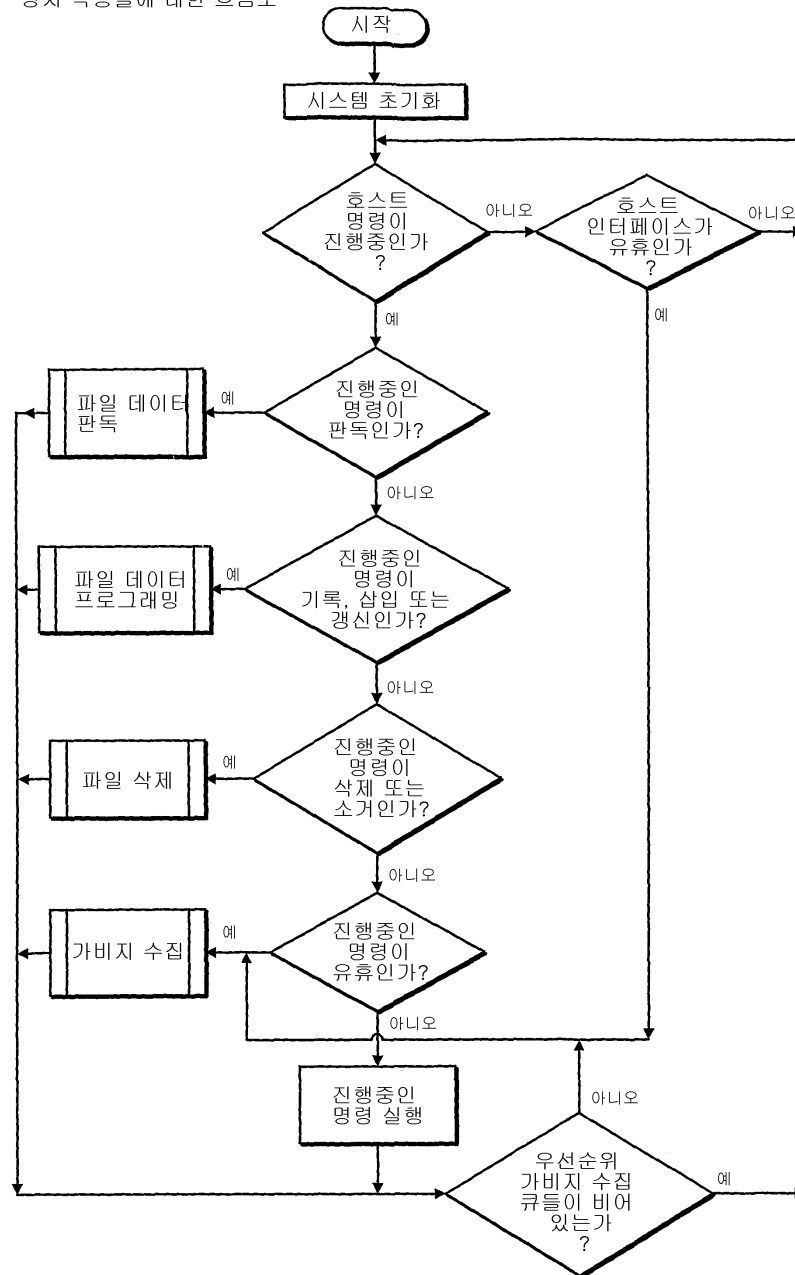 시작
시스템 초기화
호스트
명령이
진행중인가
?
아니오
호스트
인터페이스가
유휴인가
?
아니오
예
예
진행중인
명령이
판독인가?
예
파일 데이터
판독
아니오
진행중인
명령이
기록, 삽입 또는
갱신인가?
예
파일 데이터
프로그래밍
아니오
진행중인
명령이
삭제 또는
소거인가?
예
파일 삭제
아니오
진행중인
명령이
유휴인가?
예
가비지 수집
아니오
진행중인
명령 실행
아니오
우선순위
가비지 수집
큐들이 비어
있는가
?
예